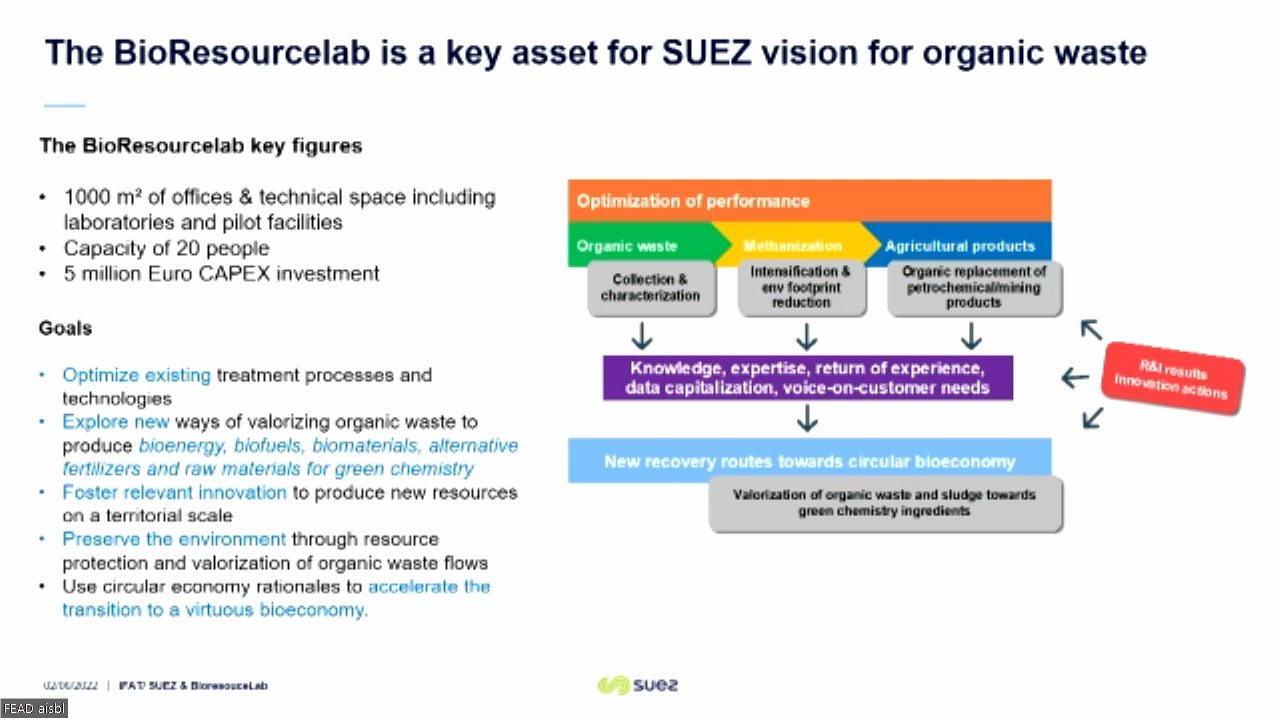 The BioResourcelab is a key asset for SUEZ vision for organic waste
The BioResourcelab key figures
• 1000 m² of offices & technical space including
laboratories and pilot facilities
• Capacity of 20 people
• 5 million Euro CAPEX investment
Goals
• Optimize existing treatment processes and
technologies
• Explore new ways of valorizing organic waste to
produce bioenergy, biofuels, biomaterials, alternative
fertilizers and raw materials for green chemistry
• Foster relevant innovation to produce new resources
on a territorial scale
• Preserve the environment through resource
protection and valorization of organic waste flows
• Use circular economy rationales to accelerate the
transition to a virtuous bioeconomy.
Optimization of performance
Organic waste
Methanization
Agricultural products
Collection &
characterization
Intensification &
env footprint
reduction
Organic replacement of
petrochemical/mining
products
Knowledge, expertise, return of experience,
data capitalization, voice-on-customer needs
R&I results
Innovation actions
New recovery routes towards circular bioeconomy
Valorization of organic waste and sludge towards
green chemistry ingredients
02/06/2022 | IFAT/ SUEZ & BioresouceLab
suez
FEAD aisbl